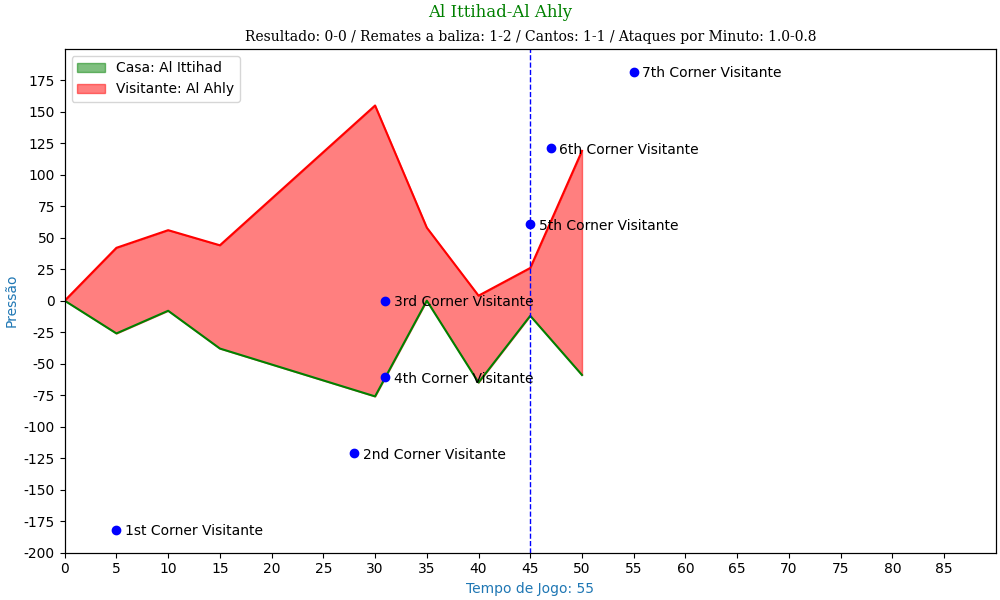 Al Ittihad-Al Ahly
Resultado: 0-0 / Remates a baliza: 1-2 / Cantos: 1-1 / Ataques por Minuto: 1.0-0.8
Casa: Al Ittihad
Visitante: Al Ahly
7th Corner Visitante
6th Corner Visitante
5th Corner Visitante
3rd Corner Visitante
4th Corner Visitante
2nd Corner Visitante
1st Corner Visitante
Pressão
175
150
125
100
75
50
25
0
-25
-50
-75
-100
-125
-150
-175
-200
0 5 10 15 20 25 30 35 40 45 50 55 60 65 70 75 80 85
Tempo de Jogo: 55